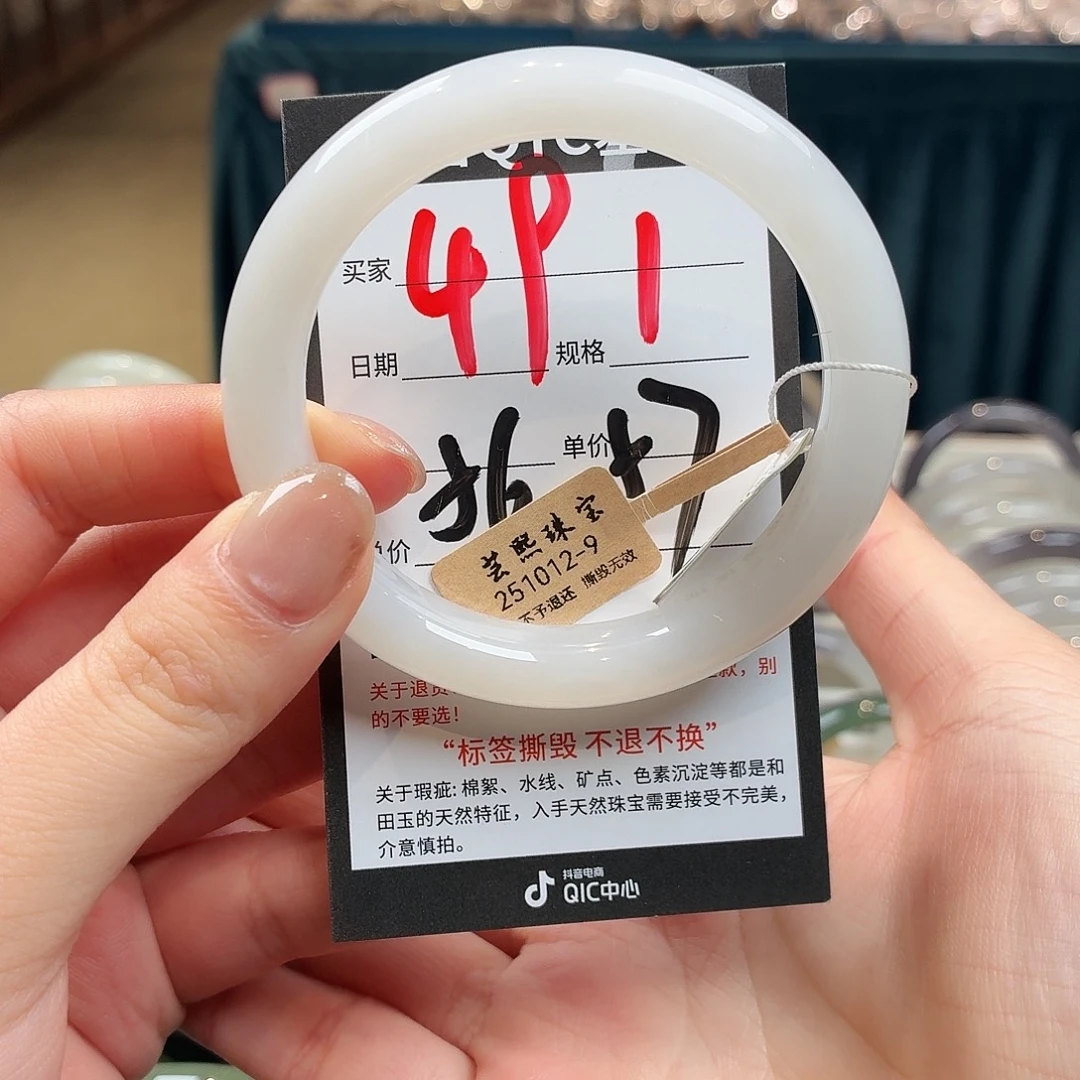 QIC
4P1
买家
日期 规格
单价
36+7
芸熙珠宝
251012-9
不予退还 撕毁无效
单价
关于退货 款，别
的不要选！
“标签撕毁 不退不换”
关于瑕疵: 棉絮、水线、矿点、色素沉淀等都是和
田玉的天然特征，入手天然珠宝需要接受不完美，
介意慎拍。
抖音电商
QIC中心